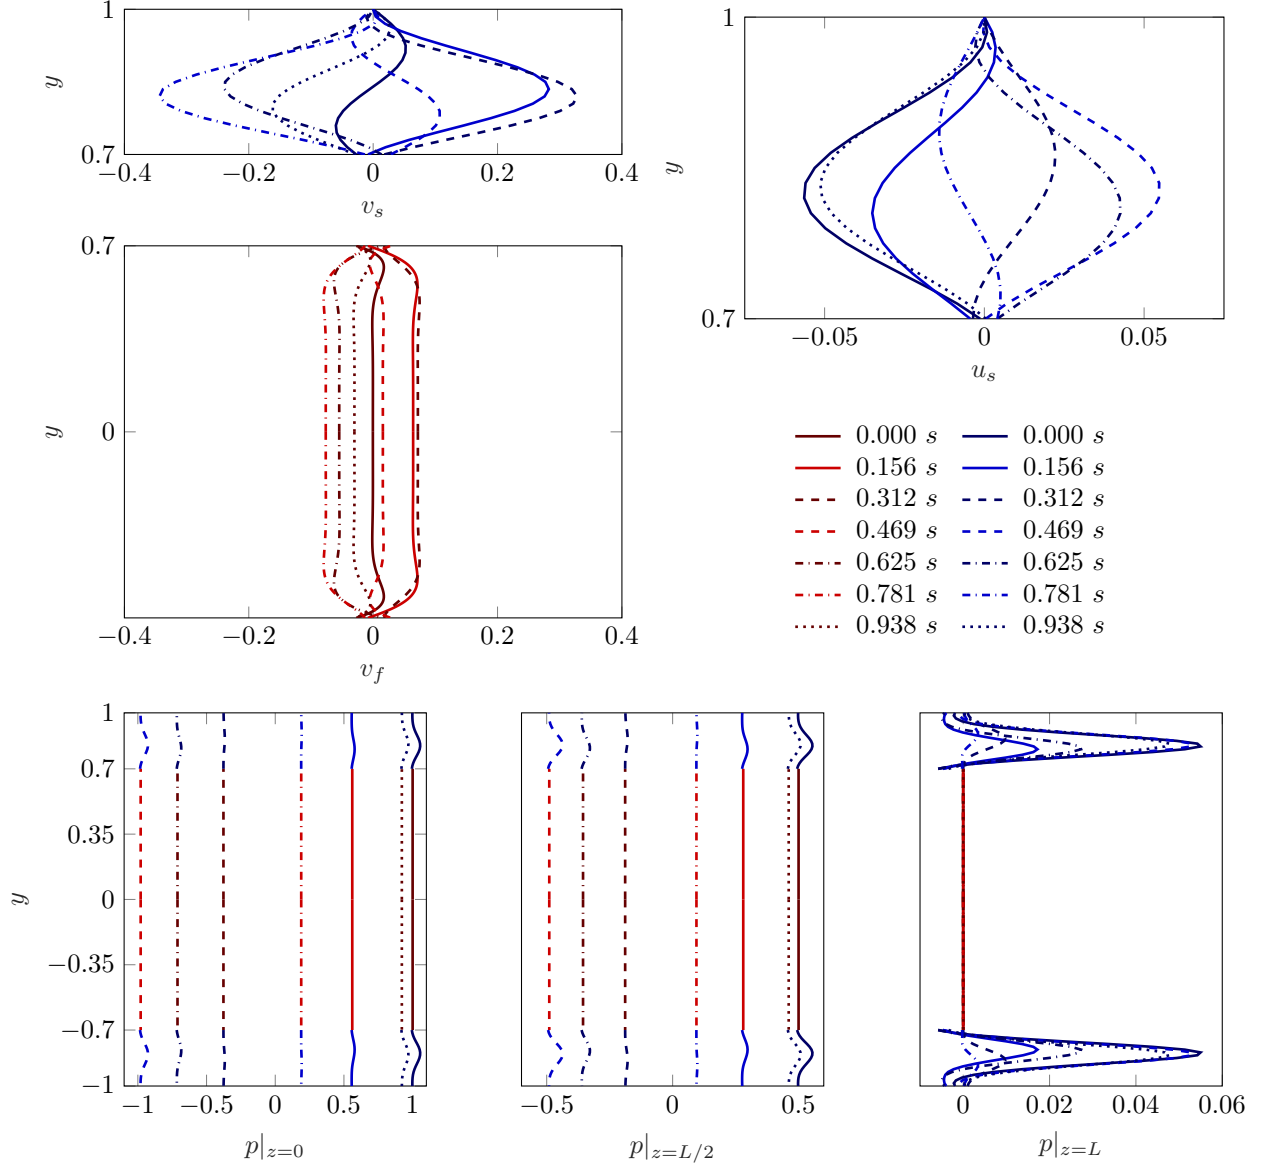 1
y
0.7
−0.4 −0.2 0 0.2 0.4
v_s
1
y
0.7
−0.05 0 0.05
u_s
0.7
y
0
−0.4 −0.2 0 0.2 0.4
v_f
0.000 s 0.000 s
0.156 s 0.156 s
0.312 s 0.312 s
0.469 s 0.469 s
0.625 s 0.625 s
0.781 s 0.781 s
0.938 s 0.938 s
1
0.7
0.35
y
0
−0.35
−0.7
−1
−1 −0.5 0 0.5 1
p|_{z=0}
−0.5 0 0.5
p|_{z=L/2}
0 0.02 0.04 0.06
p|_{z=L}